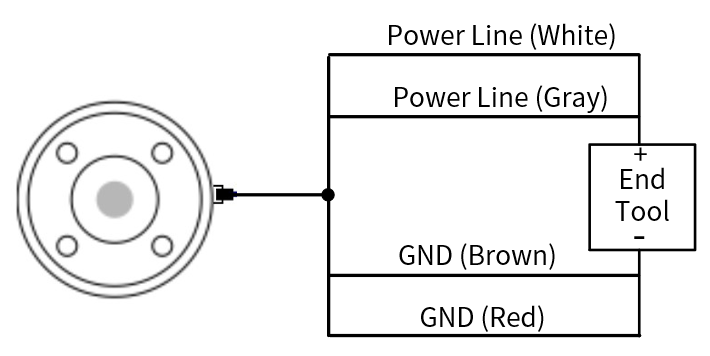 Power Line (White)
Power Line (Gray)
+
End
Tool
-
GND (Brown)
GND (Red)